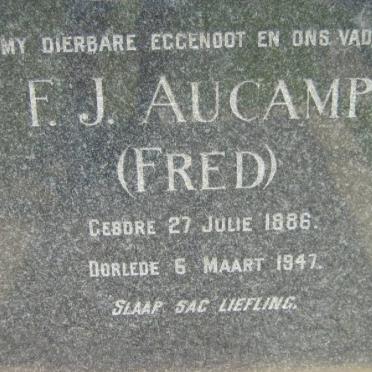 MY DIERBARE EGGENOOT EN ONS VAD
F. J. AUCAMP
(FRED)
GEBORE 27 JULIE 1886.
OORLEDE 6 MAART 1947.
SLAAP SAG LIEFLING.